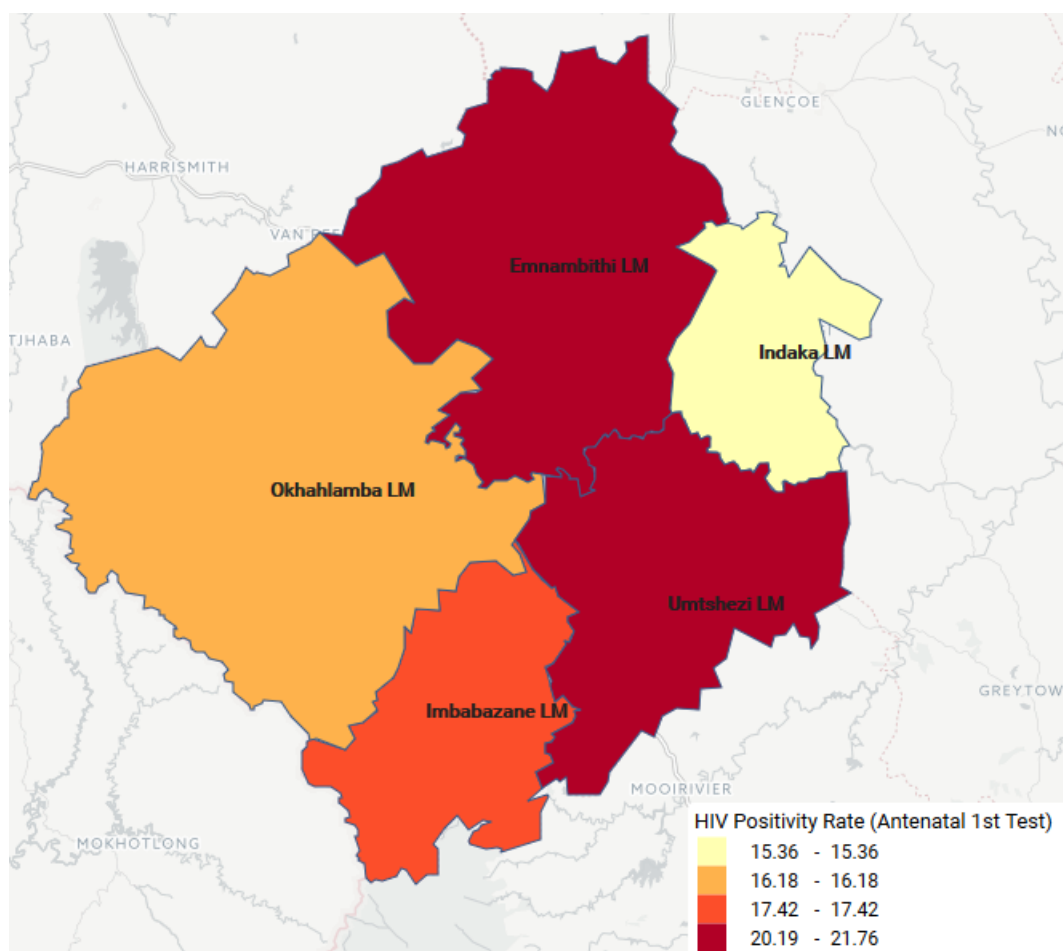 GLENCOE
HARRISMITH
Emnambithi LM
TJHABA
Indaka LM
Okhahlamba LM
Umtshezi LM
GREYTOW
Imbabazane LM
MOOIRIVIER
MOKHOTLONG
HIV Positivity Rate (Antenatal 1st Test)
15.36 - 15.36
16.18 - 16.18
17.42 - 17.42
20.19 - 21.76